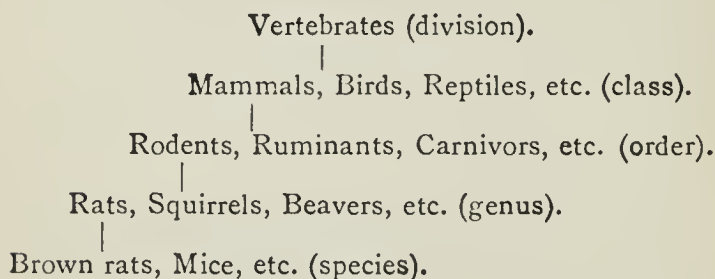 Vertebrates (division).
Mammals, Birds, Reptiles, etc. (class).
Rodents, Ruminants, Carnivors, etc. (order).
Rats, Squirrels, Beavers, etc. (genus).
Brown rats, Mice, etc. (species).